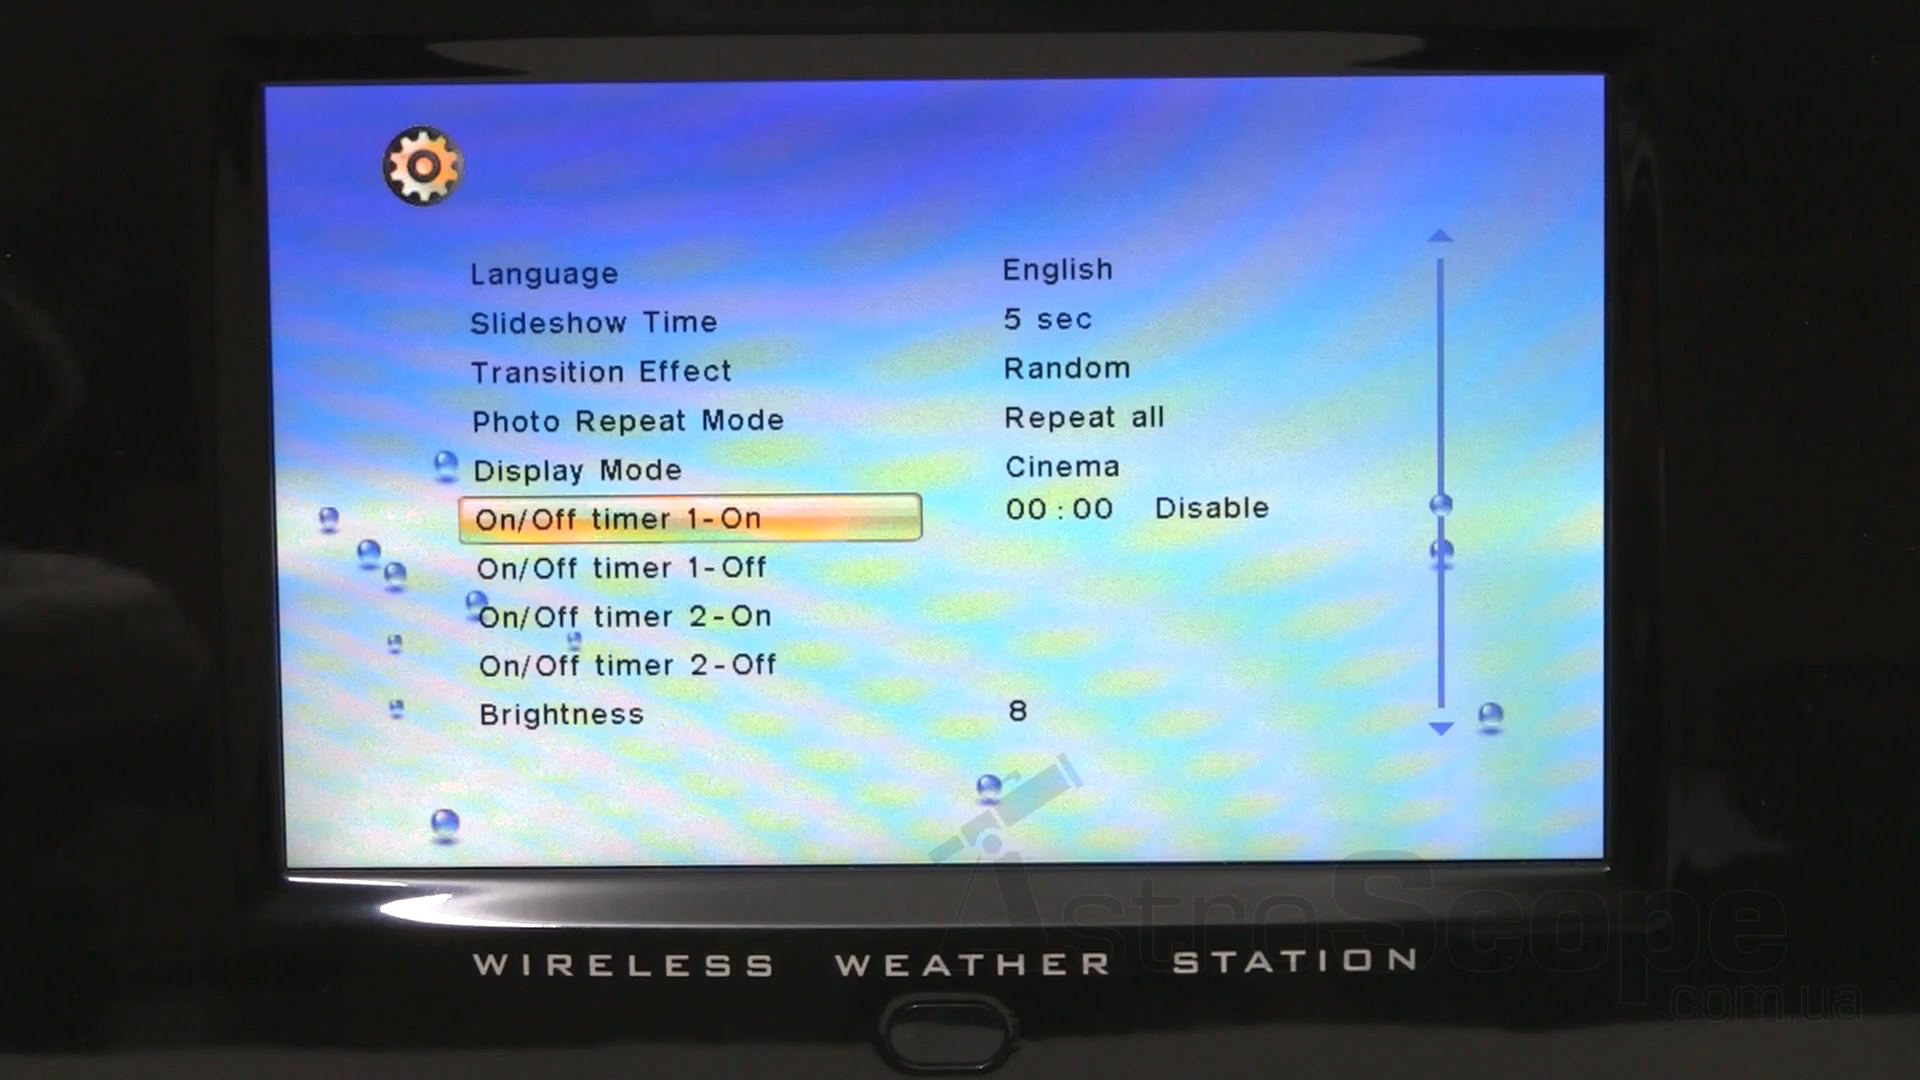 Language English
Slideshow Time 5 sec
Transition Effect Random
Photo Repeat Mode Repeat all
Display Mode Cinema
On/Off timer 1-On 00:00 Disable
On/Off timer 1-Off
On/Off timer 2-On
On/Off timer 2-Off
Brightness 8
AstroScope
.com.ua
WIRELESS WEATHER STATION